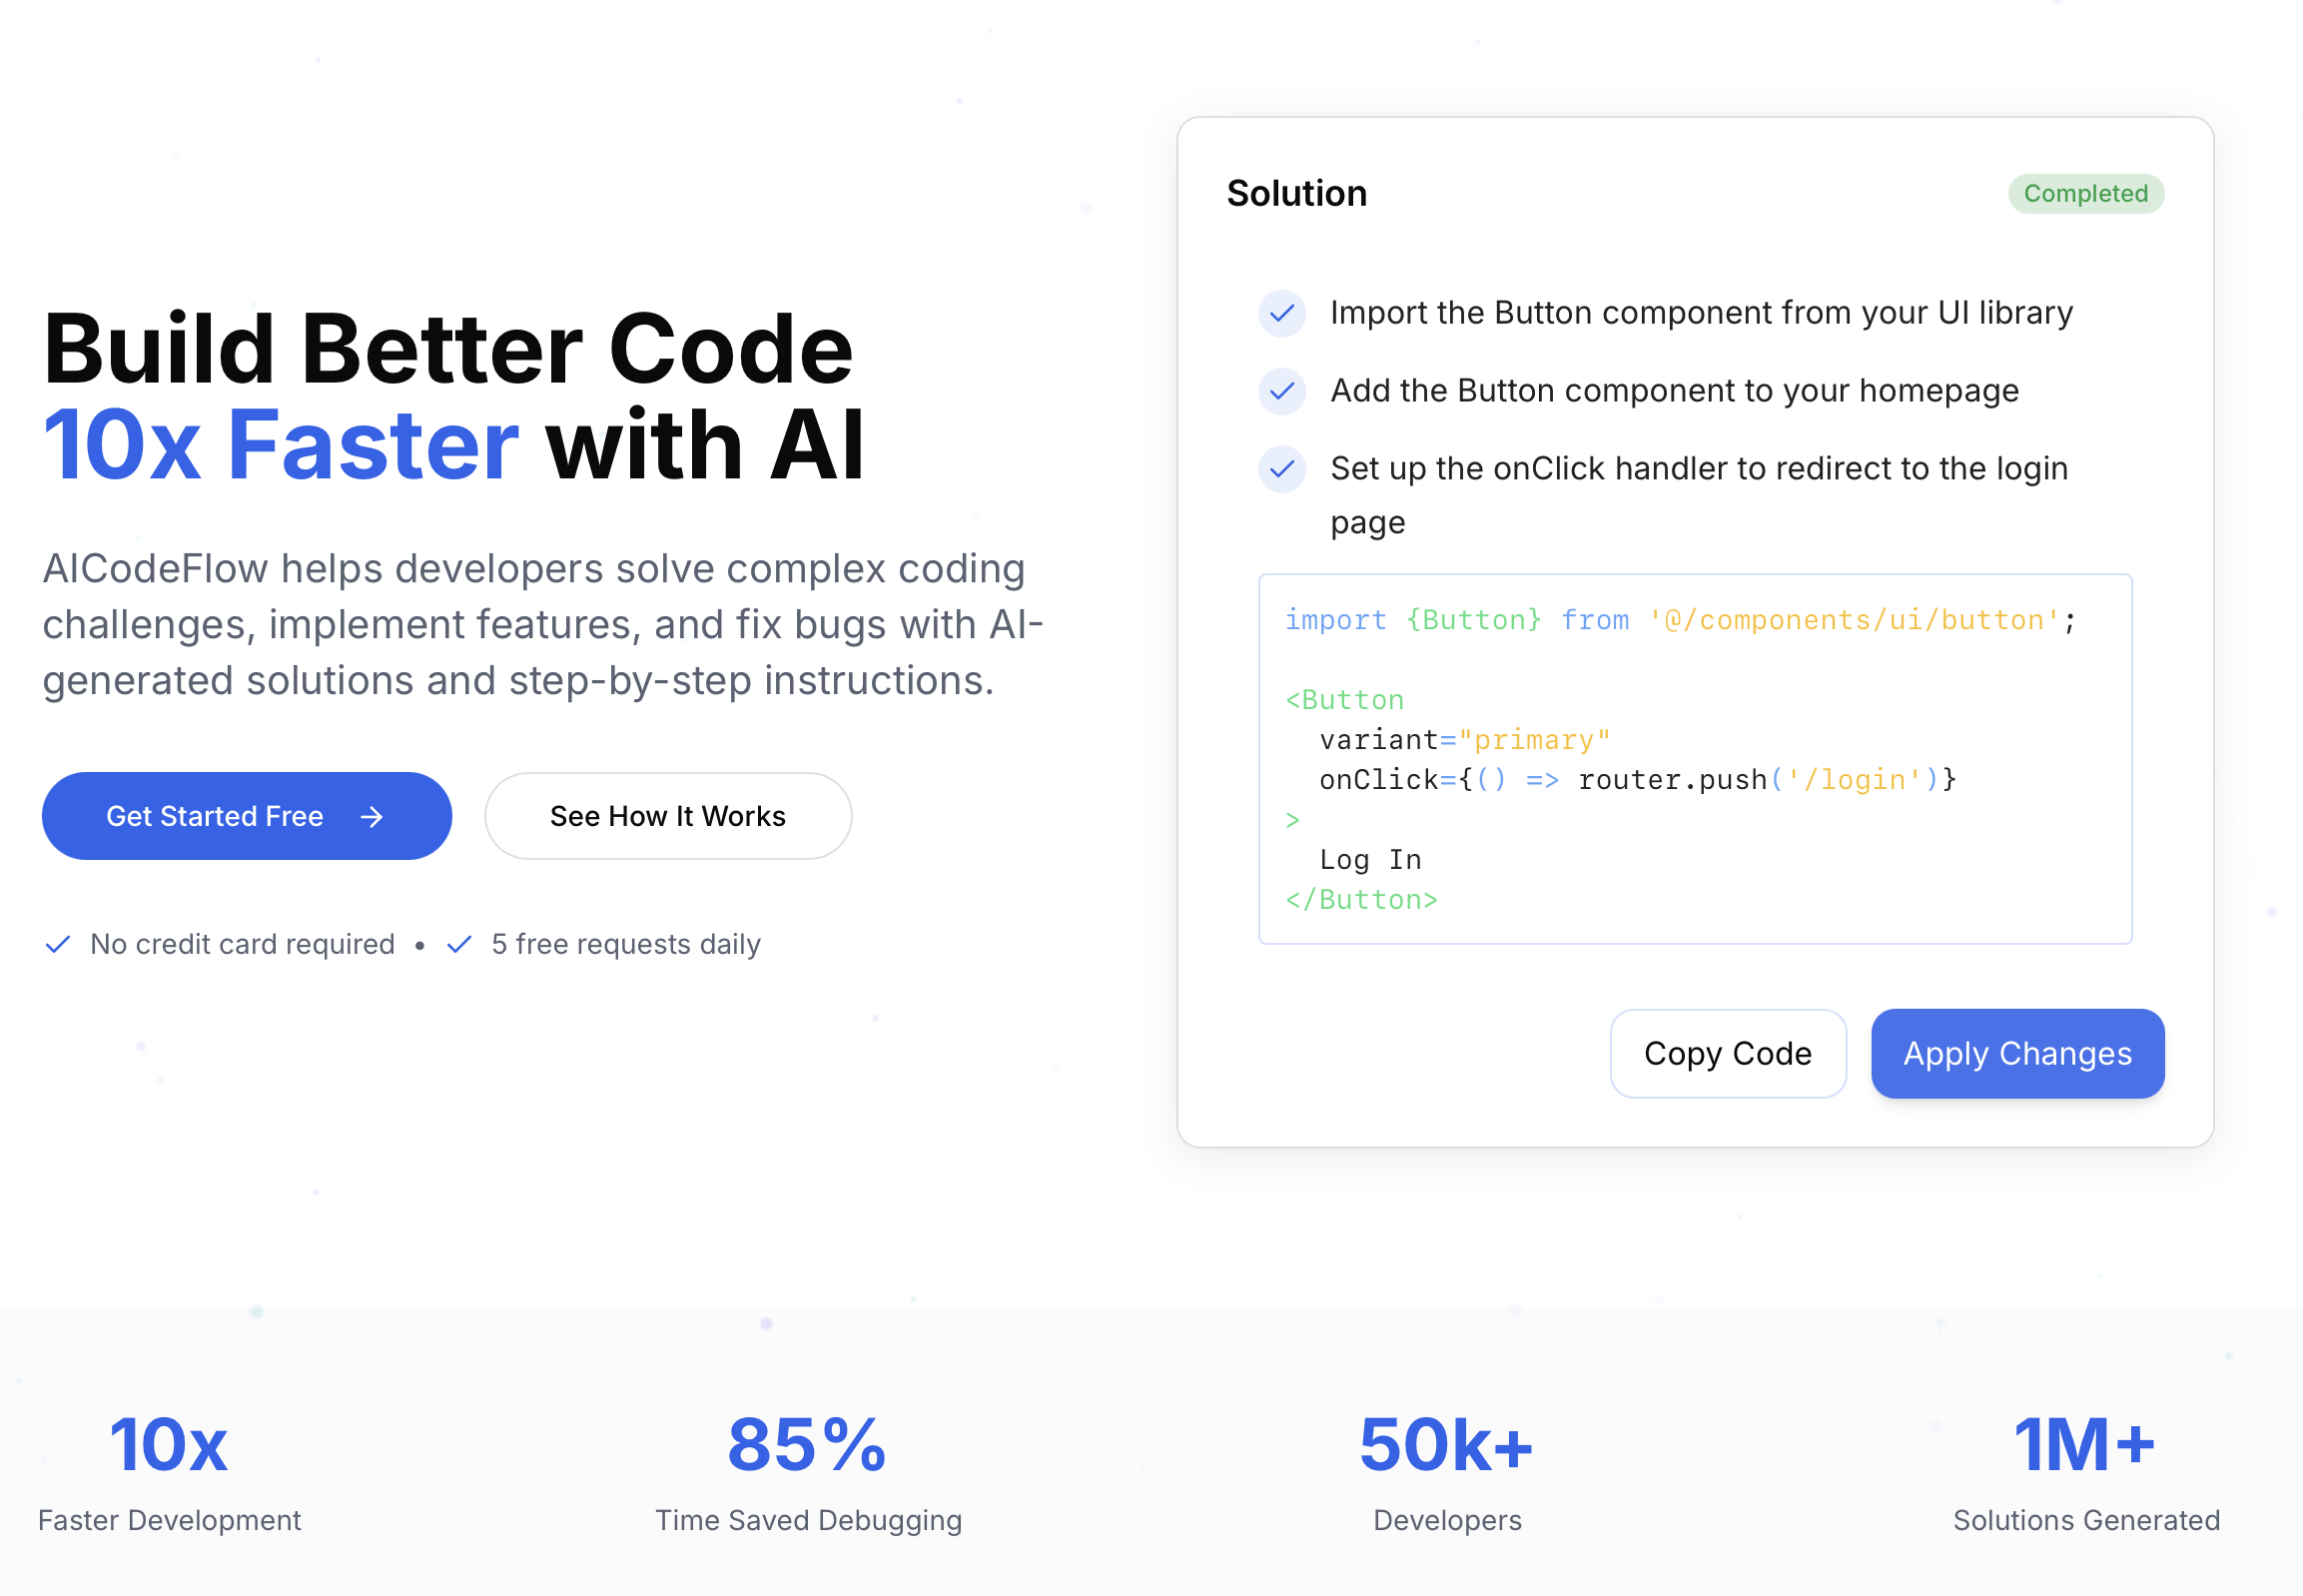 Build Better Code
10x Faster with AI
AICodeFlow helps developers solve complex coding
challenges, implement features, and fix bugs with AI-
generated solutions and step-by-step instructions.
Get Started Free →
See How It Works
No credit card required • 5 free requests daily
Solution
Completed
Import the Button component from your UI library
Add the Button component to your homepage
Set up the onClick handler to redirect to the login
page
import {Button} from '@/components/ui/button';
<Button
  variant="primary"
  onClick={() => router.push('/login')}
>
  Log In
</Button>
Copy Code
Apply Changes
10x
Faster Development
85%
Time Saved Debugging
50k+
Developers
1M+
Solutions Generated